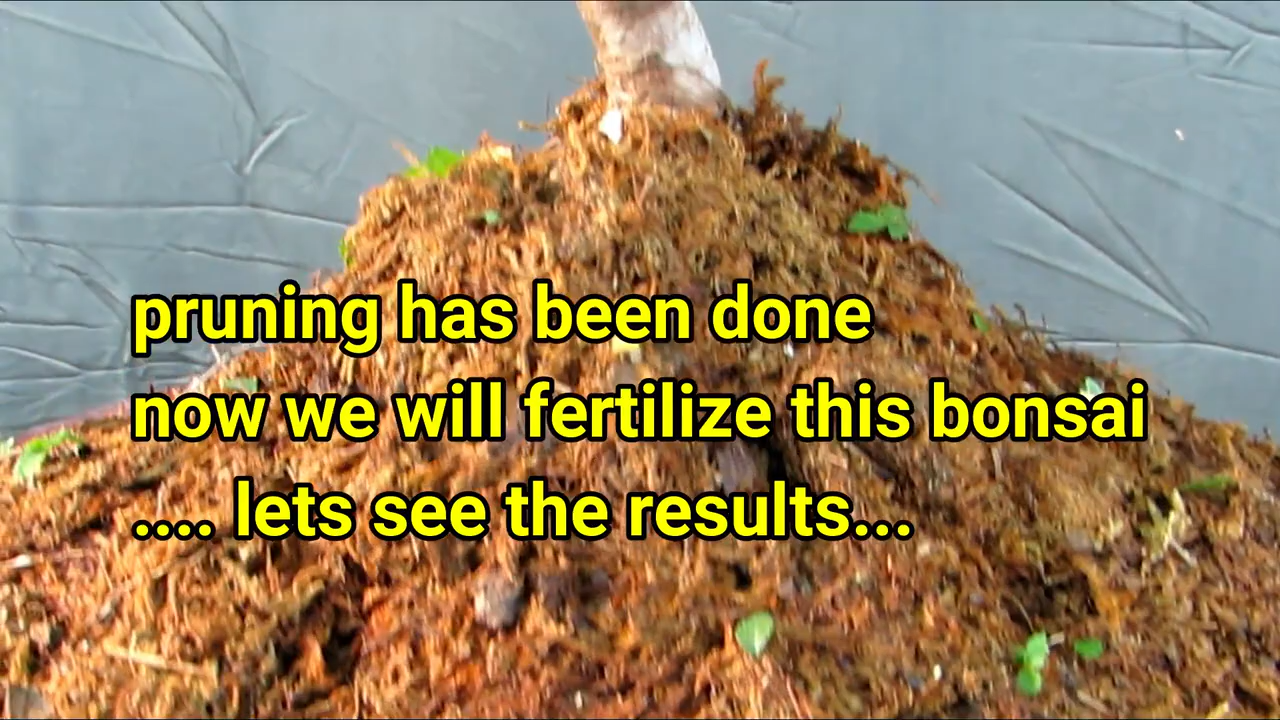 pruning has been done
now we will fertilize this bonsai
.... lets see the results...